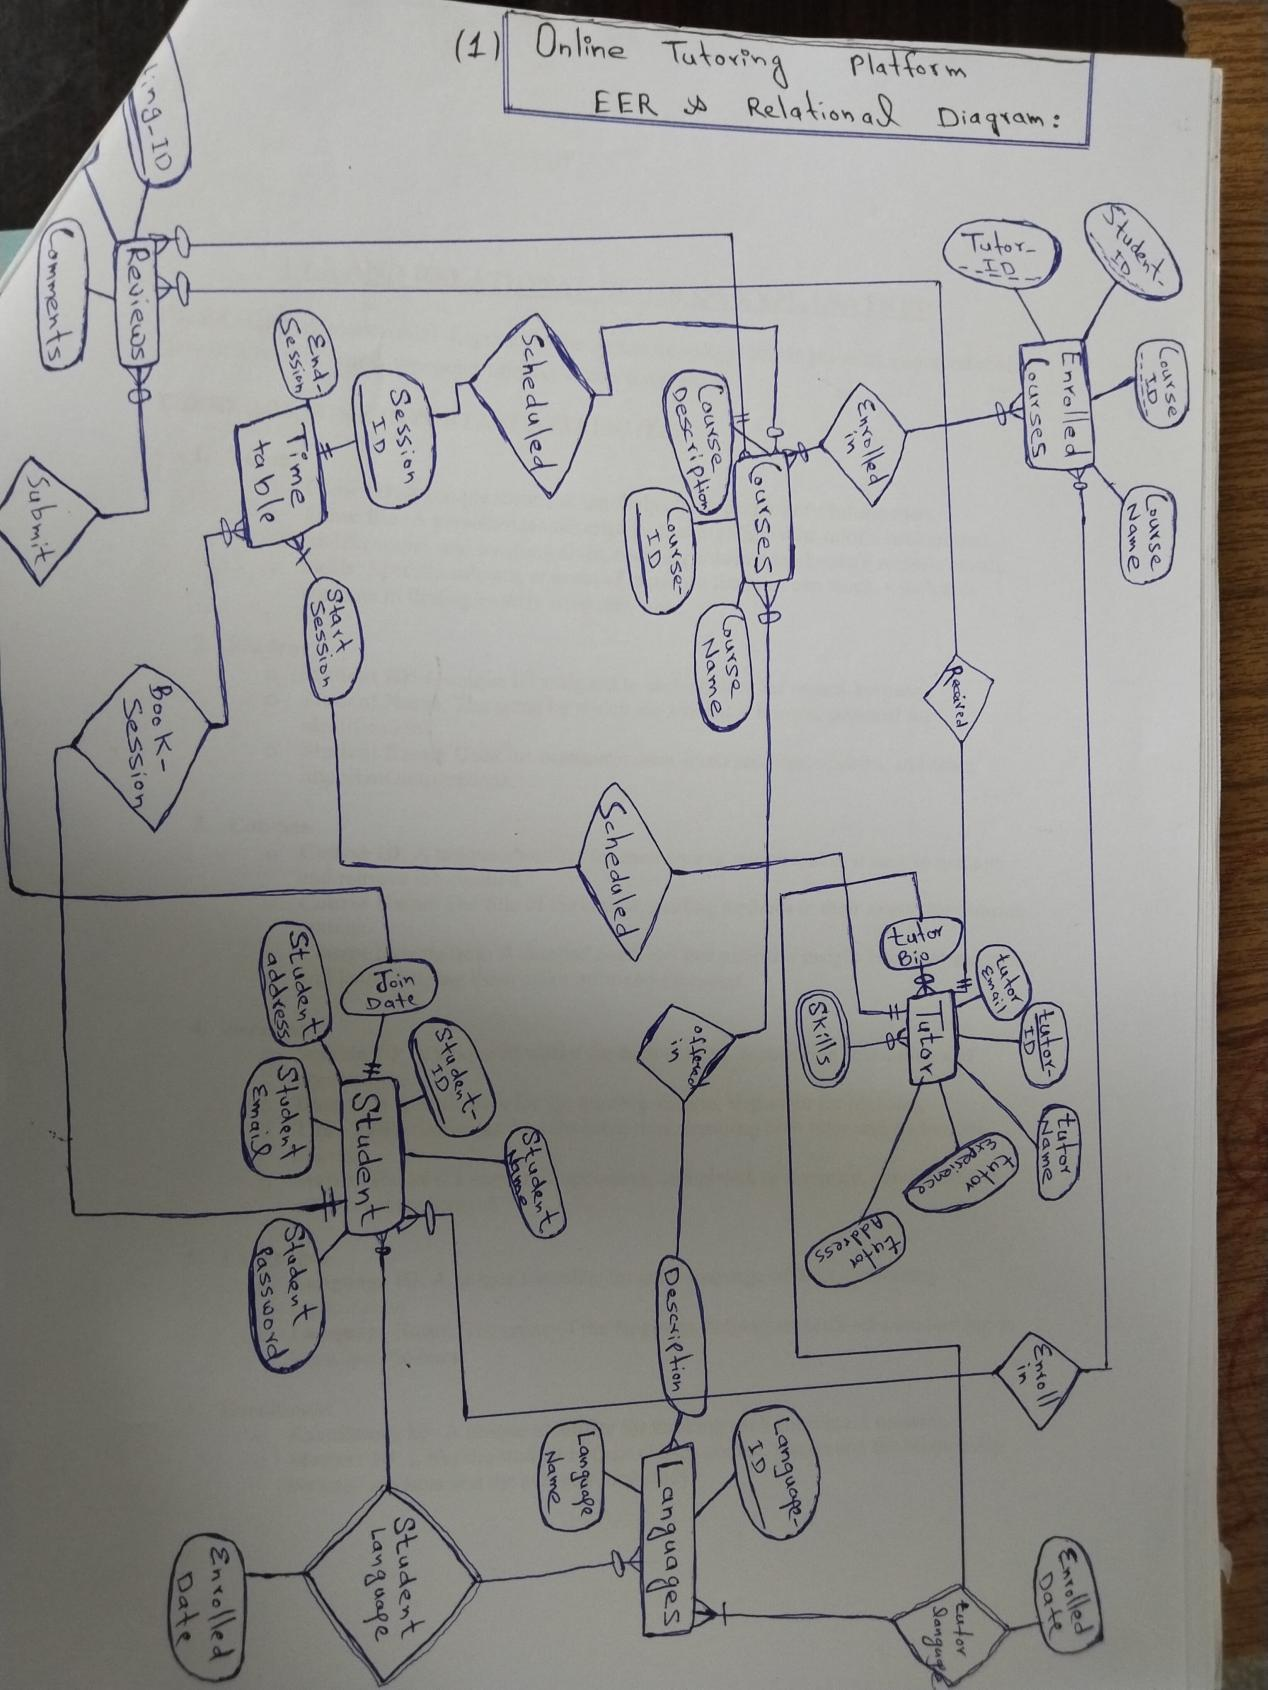 (1) Online Tutoring Platform
EER & Relational Diagram:
Student-
ID
Tutor-
ID
Course
ID
Course
Name
Enrolled
Courses
Enrolled
in
Courses
Course
Description
Course-
ID
Course
Name
Scheduled
Session
ID
End-
Session
Time
table
Start
Session
ing-ID
Comments
Reviews
Submit
Book-
Session
Scheduled
Received
tutor
Email
tutor-
ID
tutor
Name
Tutor
Skills
tutor
Experience
tutor
Address
offered
in
Description
Enroll
in
Student
address
Student
Email
Student
Password
Student-
ID
Student
Name
Student
Language
Name
Language-
ID
Languages
Student
Language
Enrolled
Date
tutor
language
Enrolled
Date